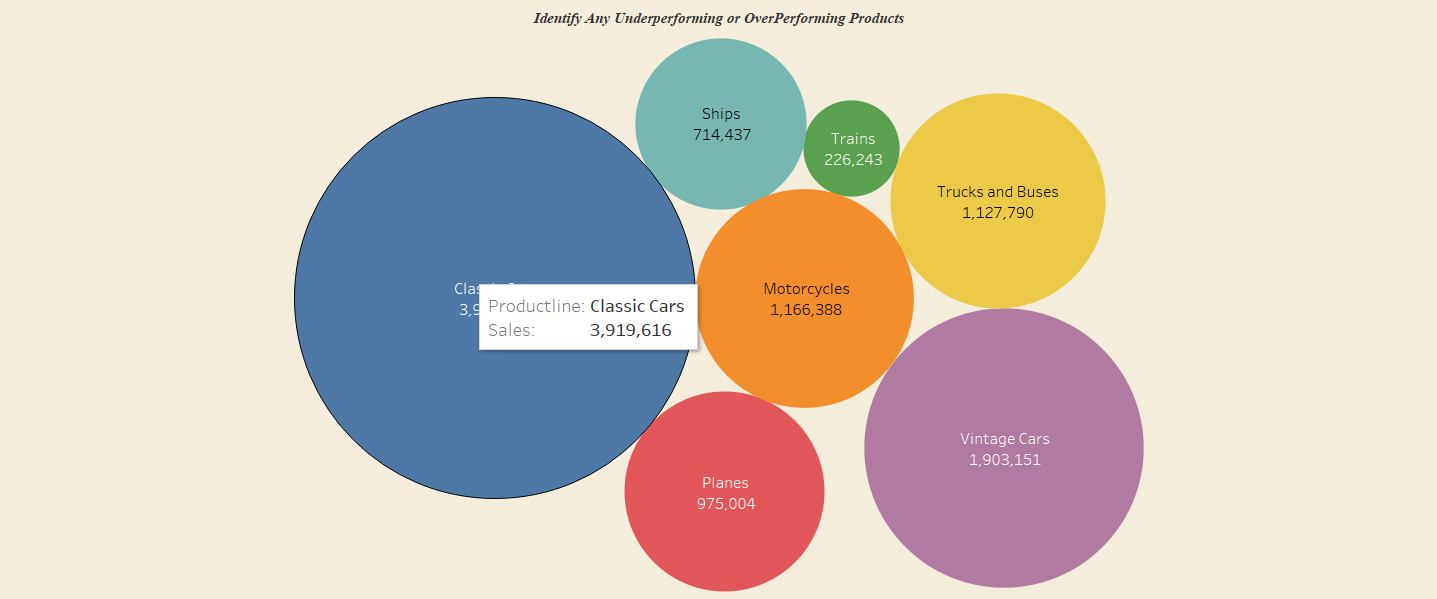 Identify Any Underperforming or OverPerforming Products
Ships
714,437
Trains
226,243
Trucks and Buses
1,127,790
Motorcycles
1,166,388
Productline: Classic Cars
Sales: 3,919,616
Vintage Cars
1,903,151
Planes
975,004